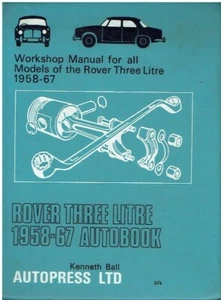 Workshop Manual for all
Models of the Rover Three Litre
1958-67
ROVER THREE LITRE
1958-67 AUTOBOOK
Kenneth Ball
AUTOPRESS LTD